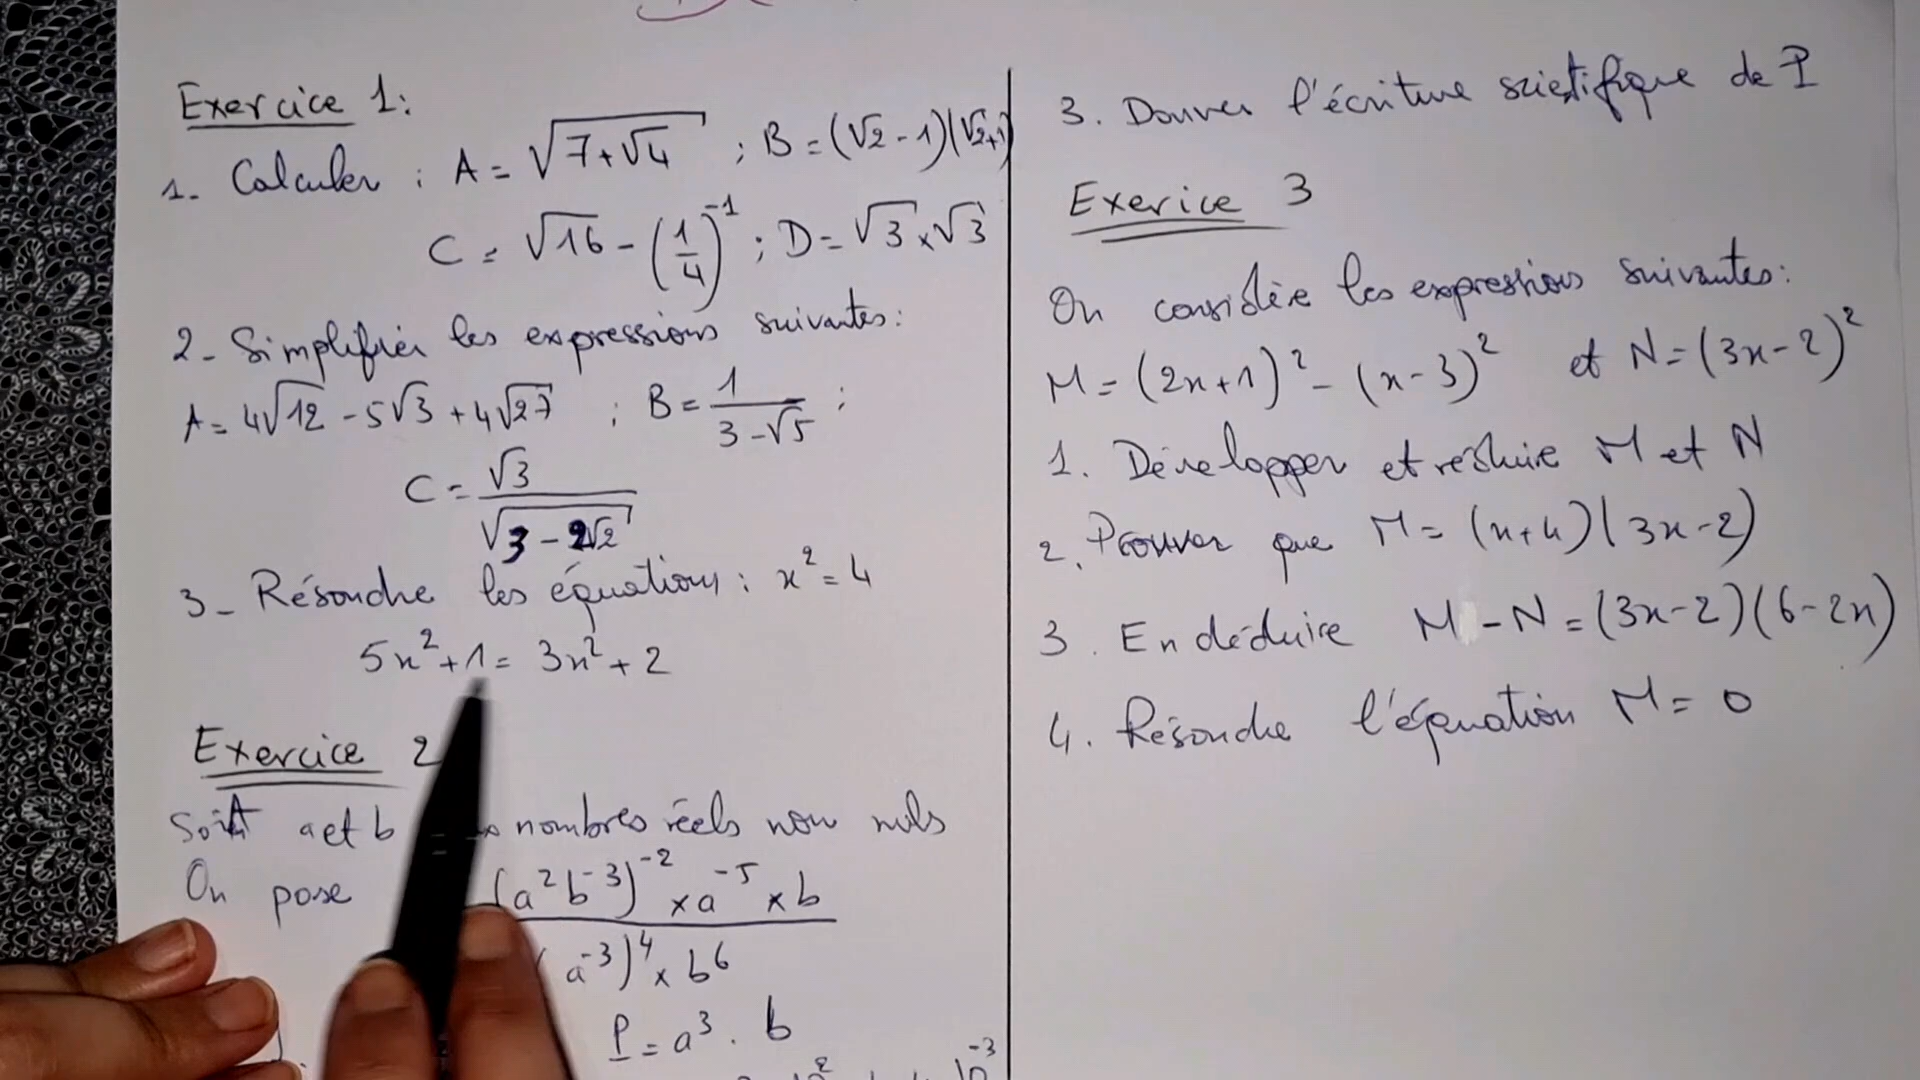 Exercice 1:
1- Calculer : A = √(7+√4) ; B = (√2 - 1)(√2+1)
C = √16 - (1/4)⁻¹ ; D = √3 × √3
2- Simplifier les expressions suivantes:
A = 4√12 - 5√3 + 4√27 ; B = 1/(3-√5) ;
C = √3/√(3-2√2)
3- Résoudre les équations : x² = 4
5x² + 1 = 3x² + 2
Exercice 2
Soit a et b nombres réels non nuls
On pose (a²b⁻³)⁻² × a⁻⁵ × b
a⁻³)⁴ × b⁶
P = a³ . b
3. Donner l'écriture scietifique de P
Exerice 3
On considère les expressions suivantes:
M = (2x+1)² - (x-3)² et N = (3x-2)²
1. Développer et réduire M et N
2. Prouver que M = (x+4)(3x-2)
3. En déduire M - N = (3x-2)(6-2x)
4. Résoudre l'équation M = 0